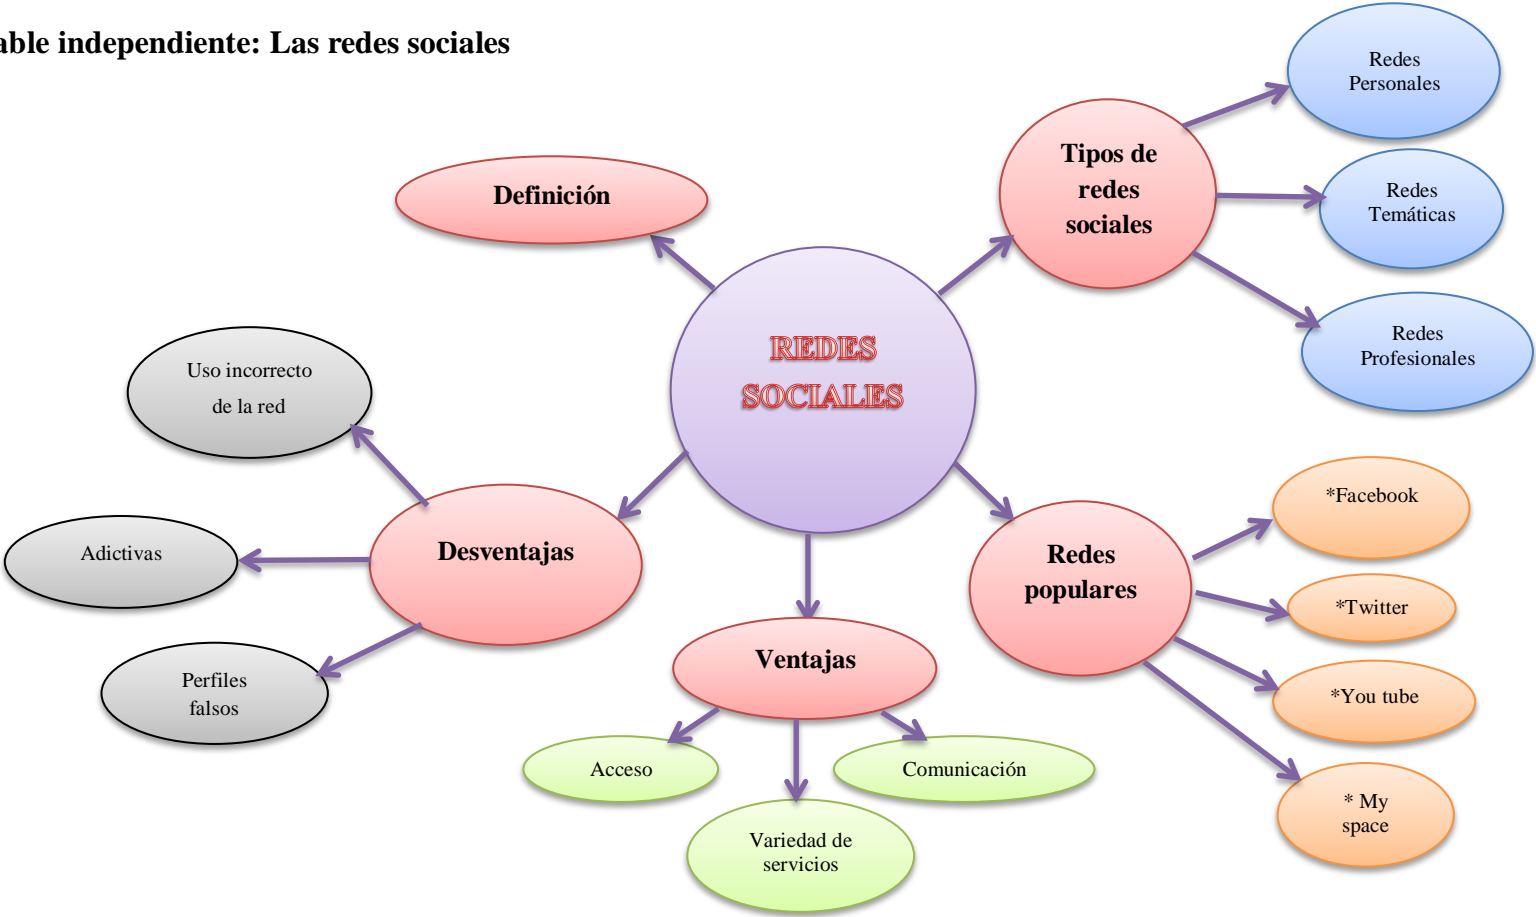 able independiente: Las redes sociales
Redes
Personales
Tipos de
redes
sociales
Redes
Temáticas
Redes
Profesionales
Definición
REDES
SOCIALES
Uso incorrecto
de la red
Adictivas
Perfiles
falsos
Desventajas
Ventajas
Acceso
Variedad de
servicios
Comunicación
Redes
populares
*Facebook
*Twitter
*You tube
* My
space